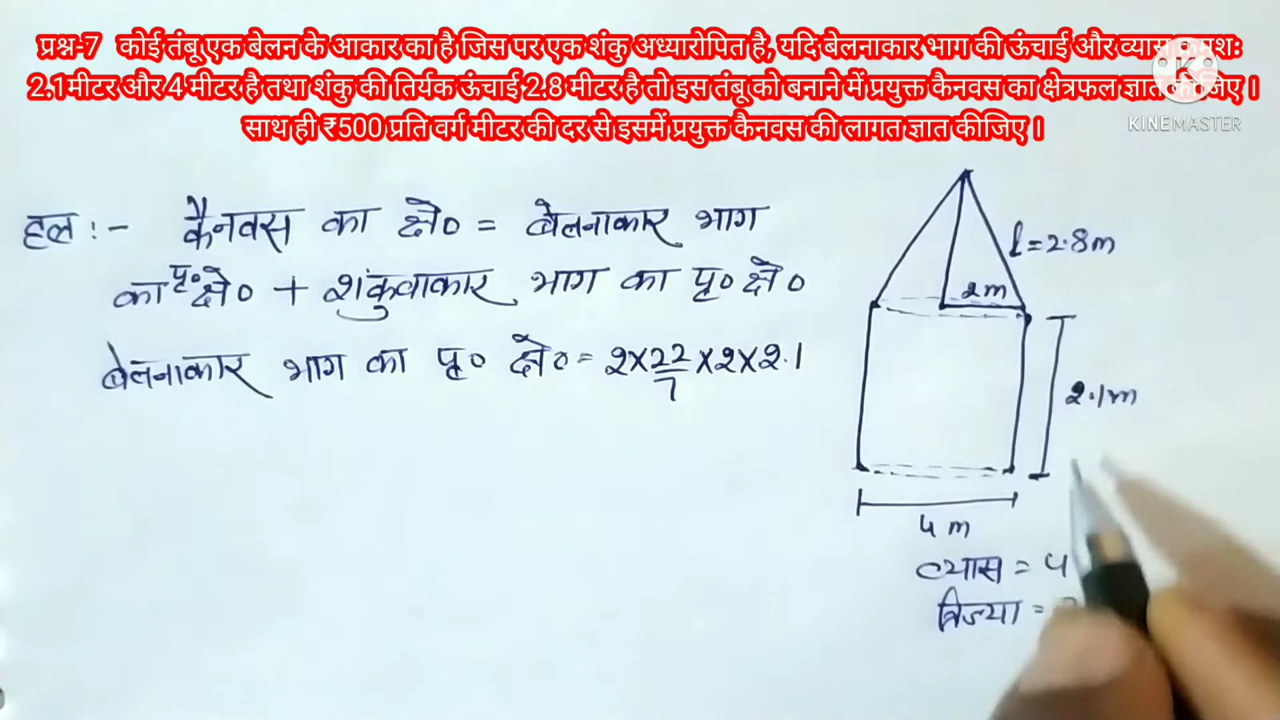 प्रश्न-7 कोई तंबू एक बेलन के आकार का है जिस पर एक शंकु अध्यारोपित है, यदि बेलनाकार भाग की ऊंचाई और व्यास क्रमशः
2.1मीटर और 4 मीटर है तथा शंकु की तिर्यक ऊंचाई 2.8 मीटर है तो इस तंबू को बनाने में प्रयुक्त कैनवस का क्षेत्रफल ज्ञात कीजिए।
साथ ही ₹500 प्रति वर्ग मीटर की दर से इसमें प्रयुक्त कैनवस की लागत ज्ञात कीजिए।
K
KINEMASTER
हल :- कैनवस का क्षे० = बेलनाकार भाग
का पृ० क्षे० + शंकुवाकार भाग का पृ० क्षे०
बेलनाकार भाग का पृ० क्षे० = 2×22/7×2×2.1
l=2.8m
2m
2.1m
4 m
व्यास = 4
त्रिज्या =